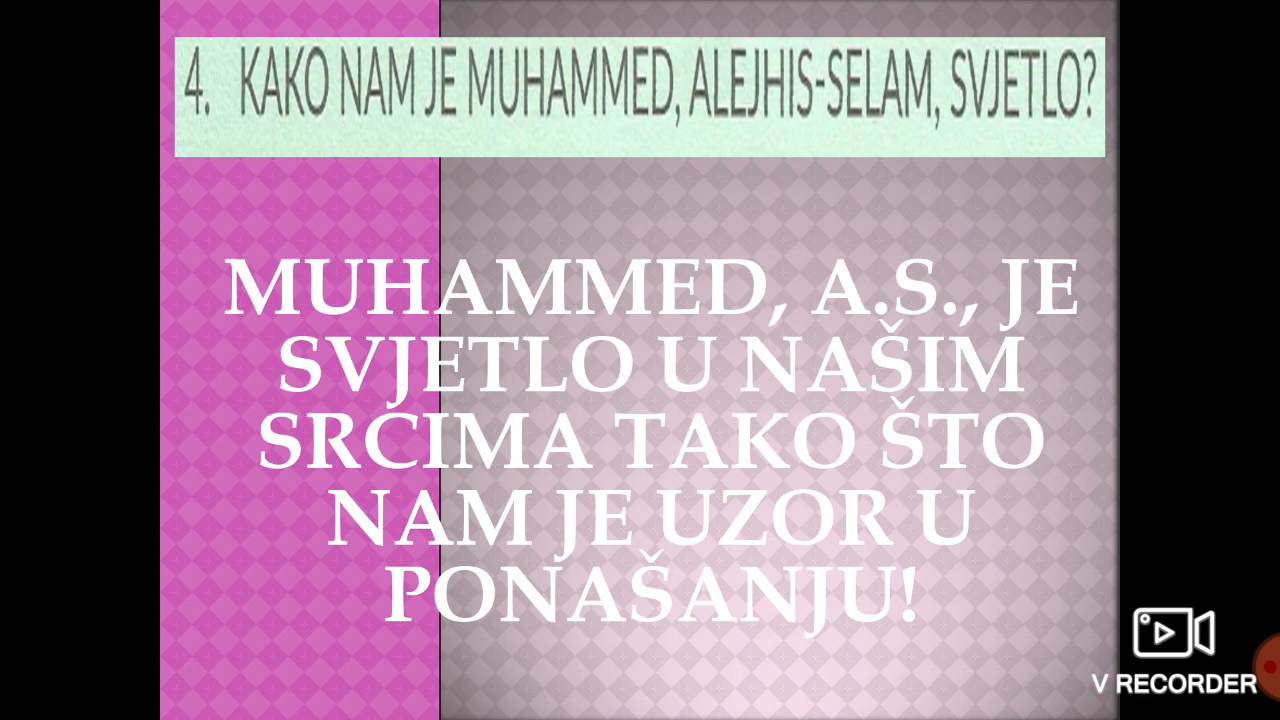 4. KAKO NAM JE MUHAMMED, ALEJHIS-SELAM, SVJETLO?
MUHAMMED, A.S., JE
SVJETLO U NAŠIM
SRCIMA TAKO ŠTO
NAM JE UZOR U
PONAŠANJU!
V RECORDER